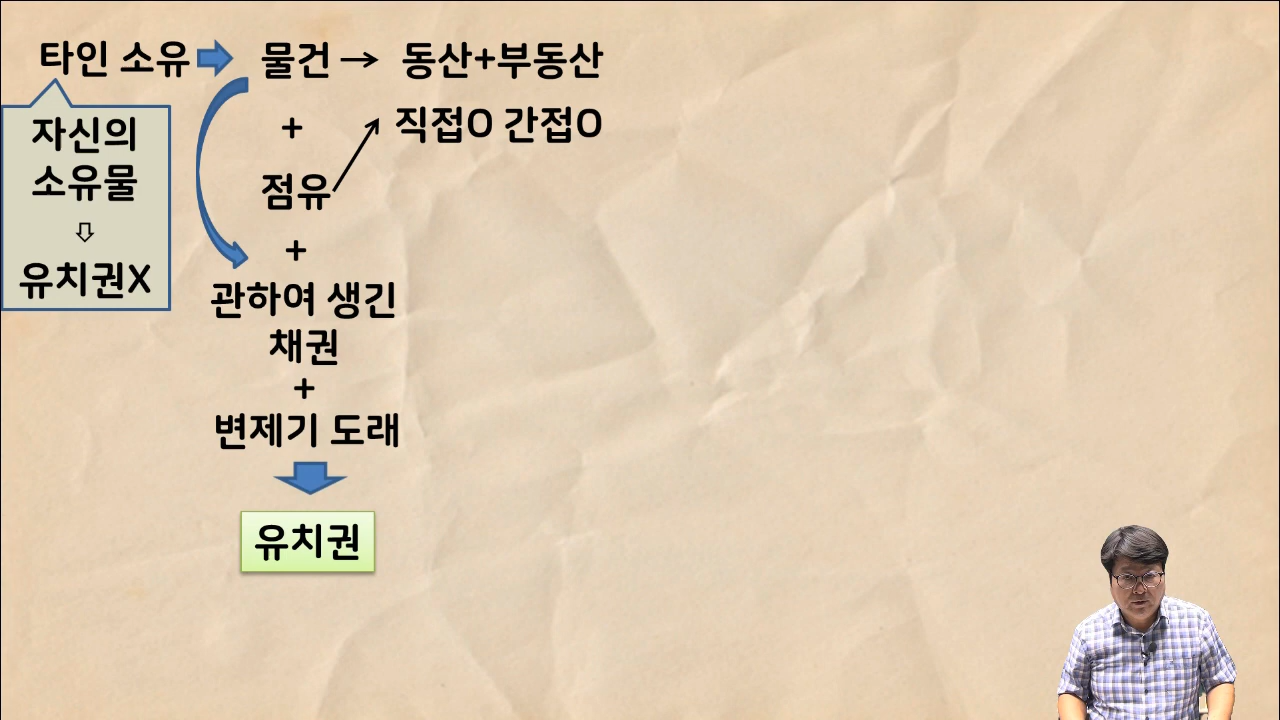 타인 소유 ➡ 물건 → 동산+부동산
자신의
소유물
⇩
유치권X
+
직접O 간접O
점유
+
관하여 생긴
채권
+
변제기 도래
유치권